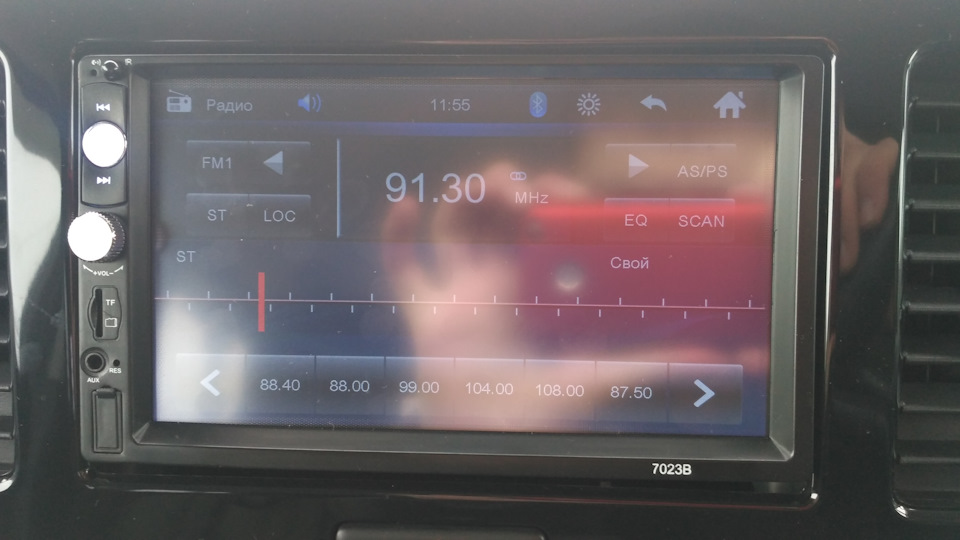 Радио 11:55
FM1 91.30 MHz AS/PS
ST LOC EQ SCAN
ST Свой
88.40 88.00 99.00 104.00 108.00 87.50
+VOL-
TF
RES
AUX
7023B